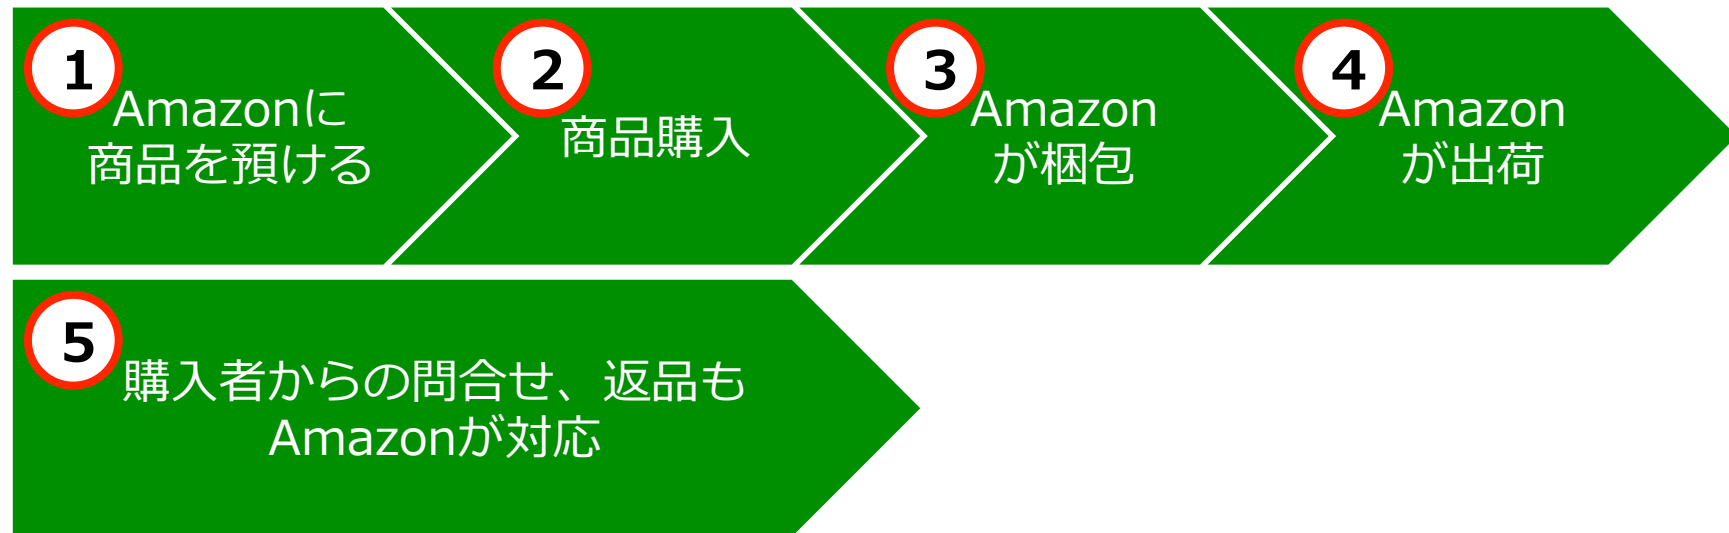 1
Amazonに
商品を預ける
2
商品購入
3
Amazon
が梱包
4
Amazon
が出荷
5
購入者からの問合せ、返品も
Amazonが対応